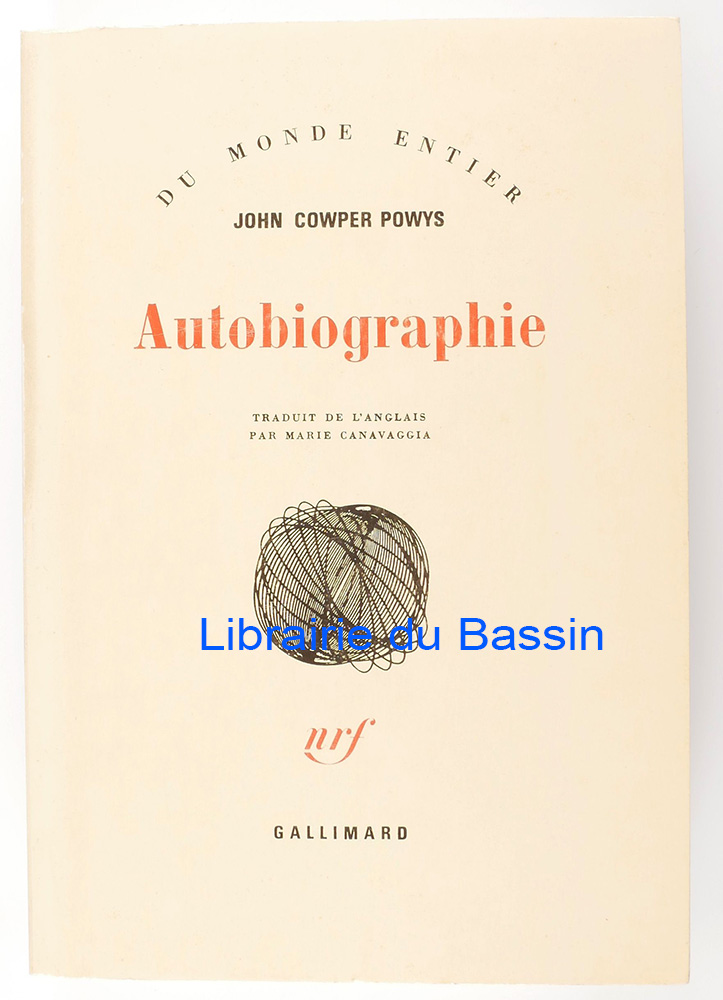 DU MONDE ENTIER
JOHN COWPER POWYS
Autobiographie
TRADUIT DE L'ANGLAIS
PAR MARIE CANAVAGGIA
Librairie du Bassin
nrf
GALLIMARD